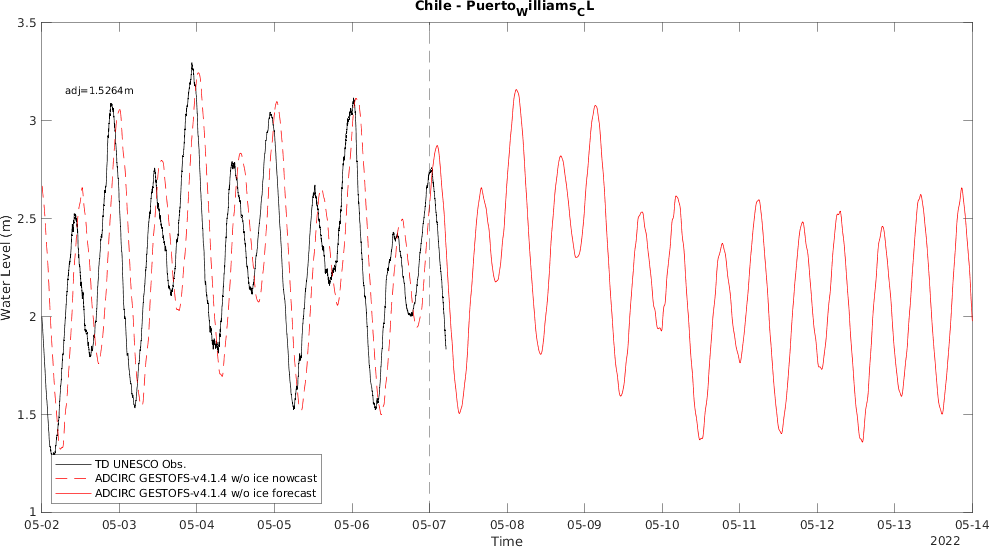 Chile - PuertoWilliamsCL
adj=1.5264m
3.5
3
2.5
2
1.5
1
Water Level (m)
TD UNESCO Obs.
ADCIRC GESTOFS-v4.1.4 w/o ice nowcast
ADCIRC GESTOFS-v4.1.4 w/o ice forecast
05-02 05-03 05-04 05-05 05-06 05-07 05-08 05-09 05-10 05-11 05-12 05-13 05-14
Time
2022